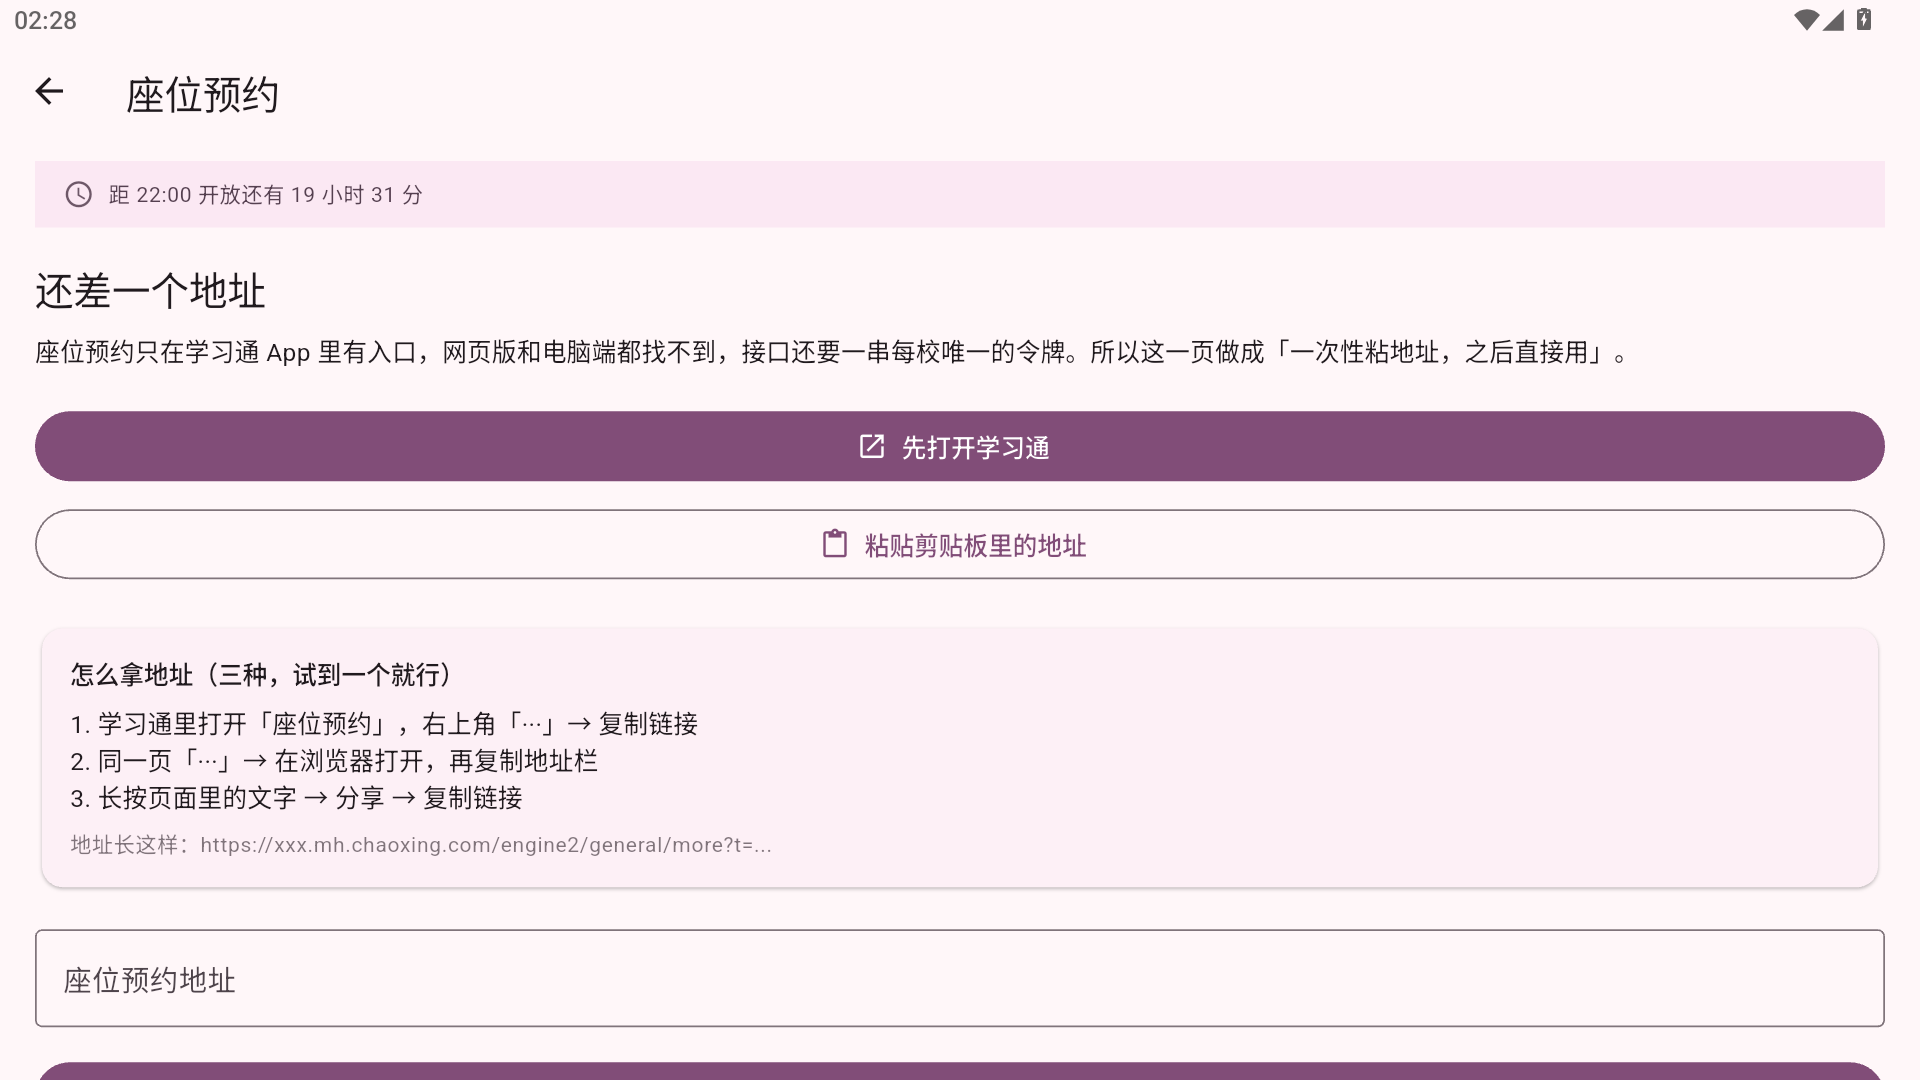 02:28
座位预约
距 22:00 开放还有 19 小时 31 分
还差一个地址
座位预约只在学习通 App 里有入口，网页版和电脑端都找不到，接口还要一串每校唯一的令牌。所以这一页做成「一次性粘地址，之后直接用」。
先打开学习通
粘贴剪贴板里的地址
怎么拿地址（三种，试到一个就行）
1. 学习通里打开「座位预约」，右上角「···」→ 复制链接
2. 同一页「···」→ 在浏览器打开，再复制地址栏
3. 长按页面里的文字 → 分享 → 复制链接
地址长这样：https://xxx.mh.chaoxing.com/engine2/general/more?t=...
座位预约地址